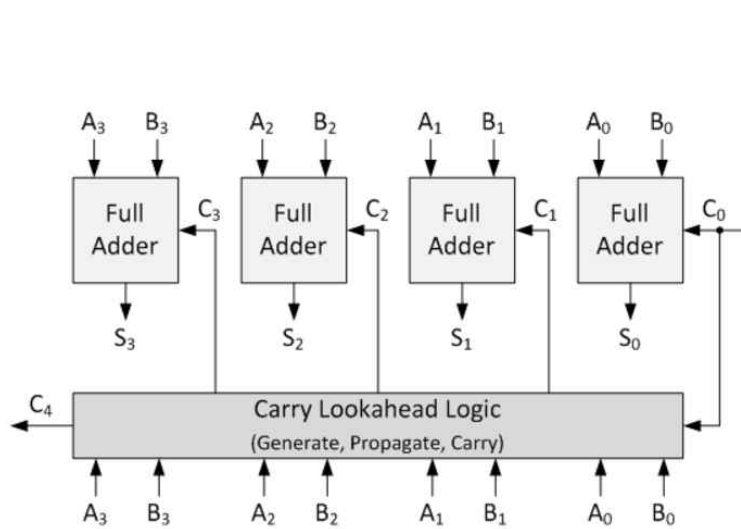 A₃ B₃ A₂ B₂ A₁ B₁ A₀ B₀
Full Adder C₃ Full Adder C₂ Full Adder C₁ Full Adder C₀
S₃ S₂ S₁ S₀
C₄ Carry Lookahead Logic
(Generate, Propagate, Carry)
A₃ B₃ A₂ B₂ A₁ B₁ A₀ B₀